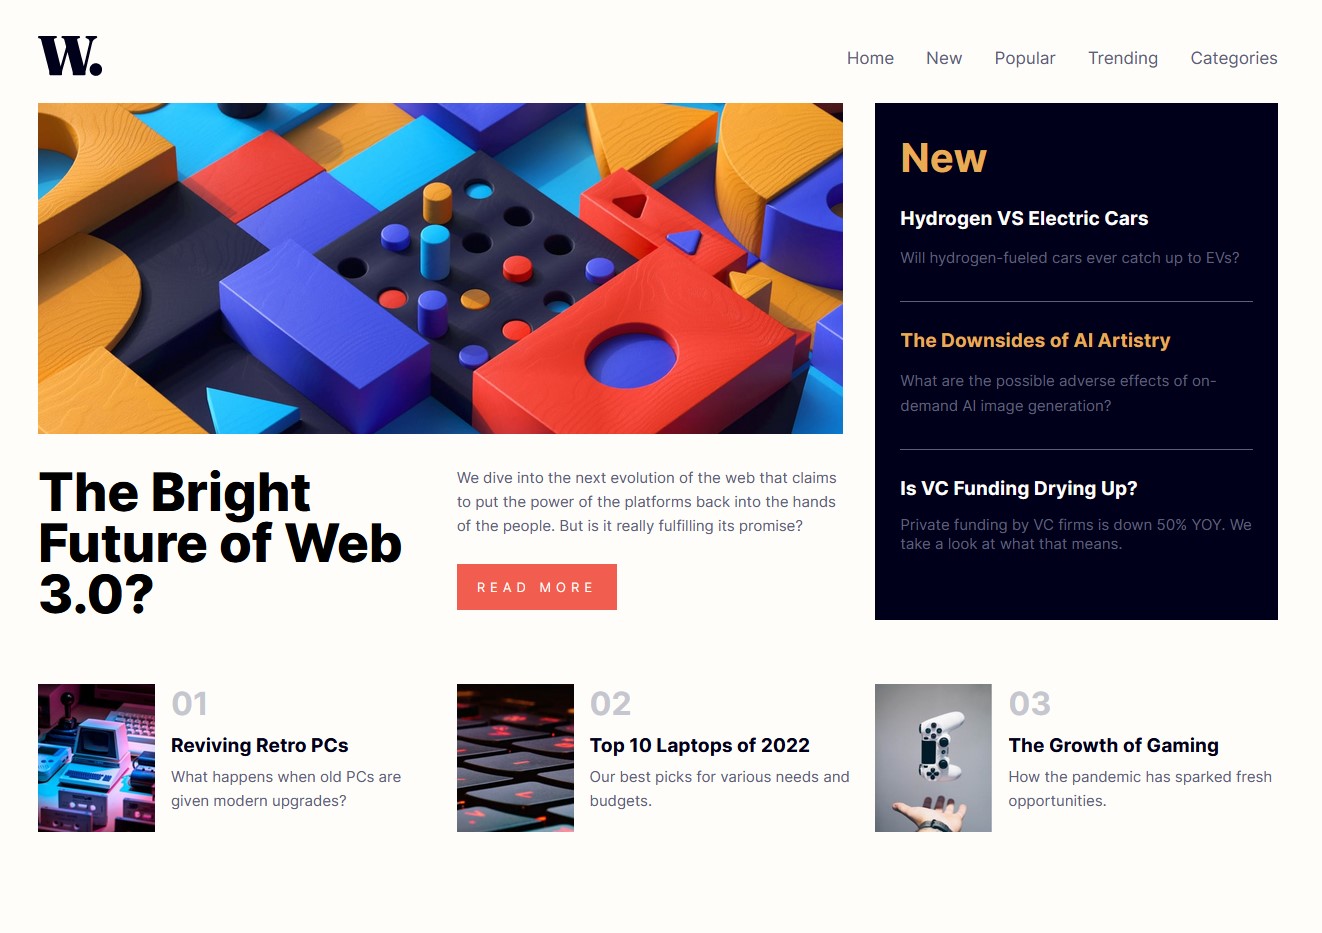 W.
Home New Popular Trending Categories
New
Hydrogen VS Electric Cars
Will hydrogen-fueled cars ever catch up to EVs?
The Downsides of AI Artistry
What are the possible adverse effects of on-
demand AI image generation?
Is VC Funding Drying Up?
Private funding by VC firms is down 50% YOY. We
take a look at what that means.
The Bright
Future of Web
3.0?
We dive into the next evolution of the web that claims
to put the power of the platforms back into the hands
of the people. But is it really fulfilling its promise?
READ MORE
01
Reviving Retro PCs
What happens when old PCs are
given modern upgrades?
02
Top 10 Laptops of 2022
Our best picks for various needs and
budgets.
03
The Growth of Gaming
How the pandemic has sparked fresh
opportunities.